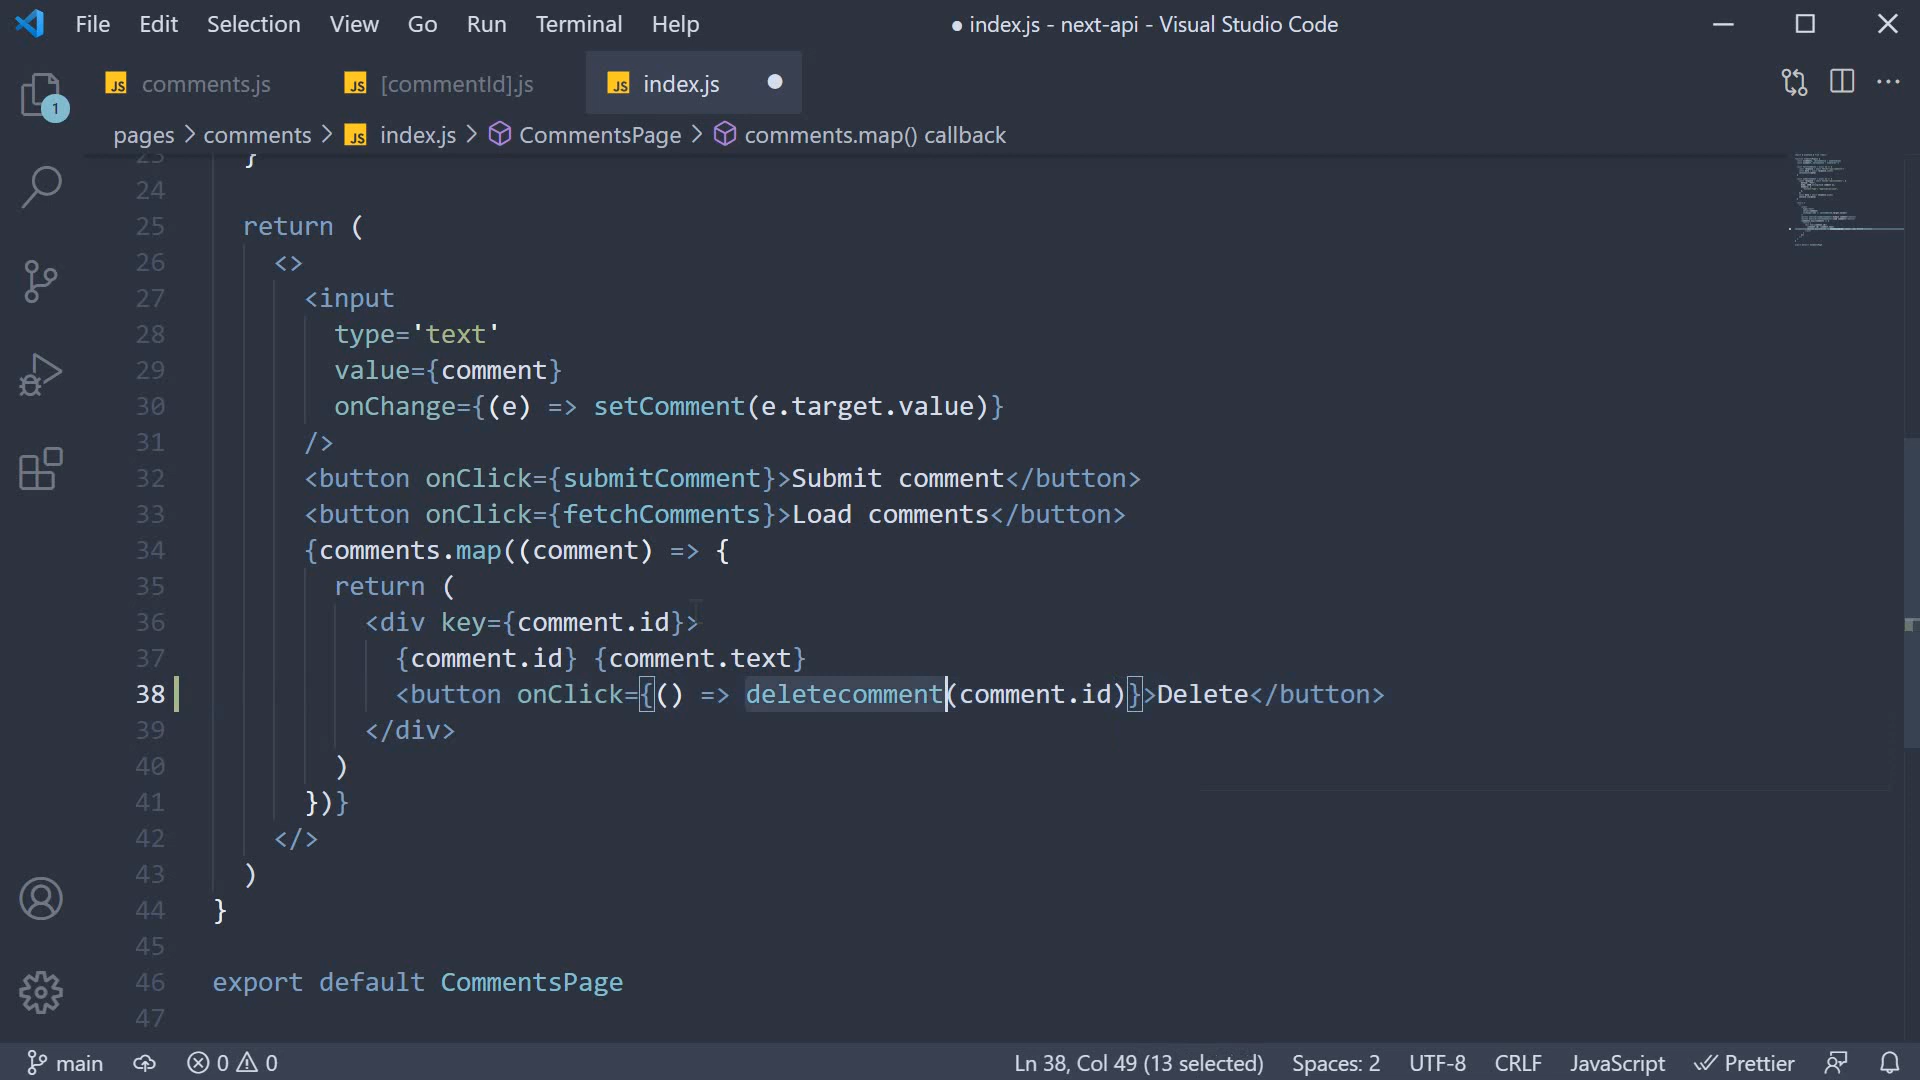 File Edit Selection View Go Run Terminal Help ● index.js - next-api - Visual Studio Code
JS comments.js JS [commentId].js JS index.js
1
pages > comments > JS index.js > CommentsPage > comments.map() callback
23 }
24
25 return (
26 <>
27 <input
28 type='text'
29 value={comment}
30 onChange={(e) => setComment(e.target.value)}
31 />
32 <button onClick={submitComment}>Submit comment</button>
33 <button onClick={fetchComments}>Load comments</button>
34 {comments.map((comment) => {
35 return (
36 <div key={comment.id}>
37 {comment.id} {comment.text}
38 <button onClick={() => deletecomment(comment.id)}>Delete</button>
39 </div>
40 )
41 })}
42 </>
43 )
44 }
45
46 export default CommentsPage
47
main 0 0 Ln 38, Col 49 (13 selected) Spaces: 2 UTF-8 CRLF JavaScript Prettier